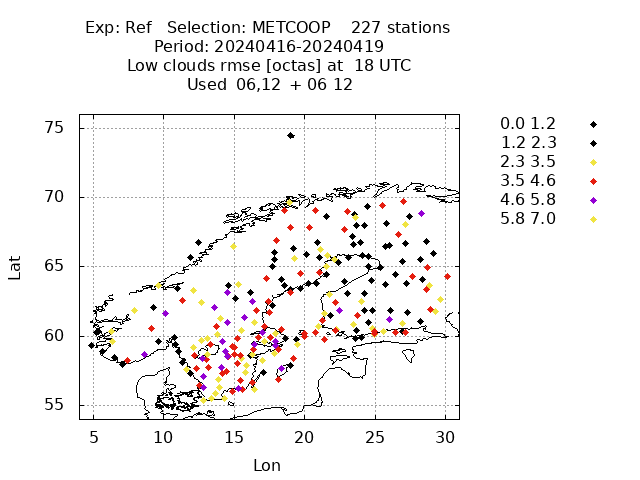 Exp: Ref Selection: METCOOP 227 stations
Period: 20240416-20240419
Low clouds rmse [octas] at 18 UTC
Used 06,12 + 06 12
75
70
65
60
55
Lat
5 10 15 20 25 30
Lon
0.0 1.2
1.2 2.3
2.3 3.5
3.5 4.6
4.6 5.8
5.8 7.0